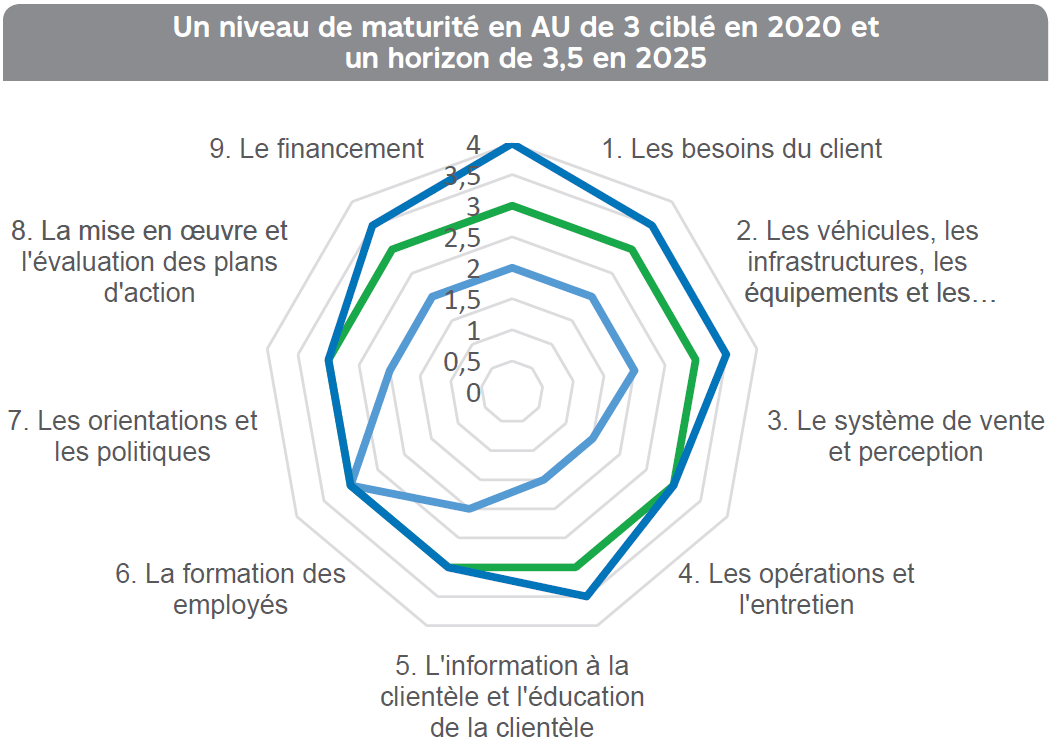 Un niveau de maturité en AU de 3 ciblé en 2020 et
un horizon de 3,5 en 2025
9. Le financement
4
3,5
3
2,5
2
1,5
1
0,5
0
1. Les besoins du client
2. Les véhicules, les
infrastructures, les
équipements et les…
3. Le système de vente
et perception
4. Les opérations et
l'entretien
5. L'information à la
clientèle et l'éducation
de la clientèle
6. La formation des
employés
7. Les orientations et
les politiques
8. La mise en œuvre et
l'évaluation des plans
d'action